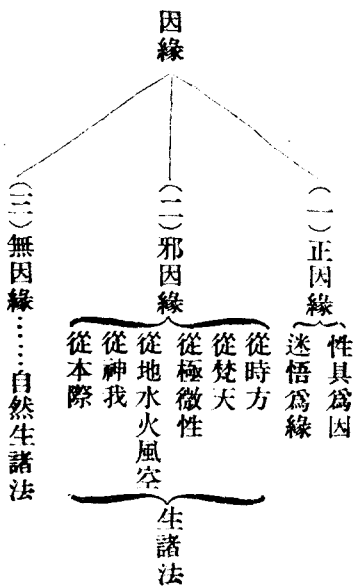 因緣
（一）正因緣
性具爲因
迷悟爲緣
（二）邪因緣
從時方
從梵天
從極微性
從地水火風空
從神我
從本際
生諸法
（三）無因緣……自然生諸法